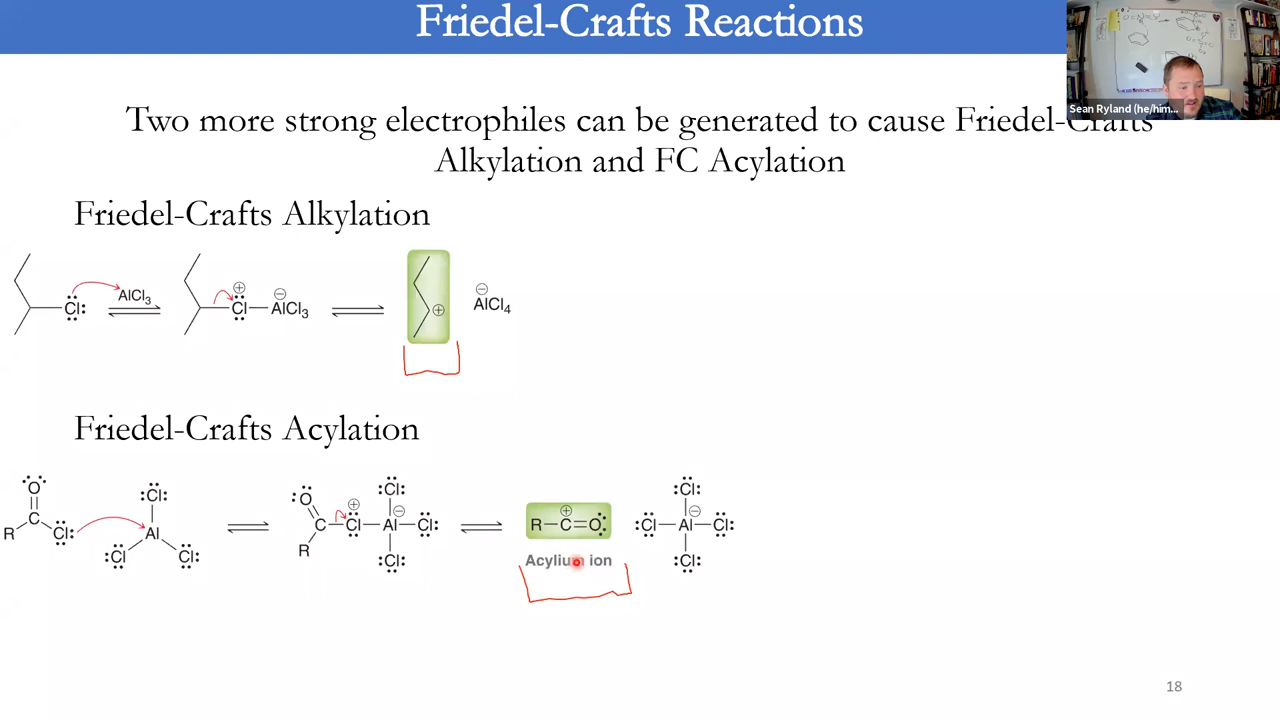 Friedel-Crafts Reactions
Sean Ryland (he/him...
Two more strong electrophiles can be generated to cause Friedel-Crafts
Alkylation and FC Acylation
Friedel-Crafts Alkylation
Cl: AlCl3 ⊕ Cl—AlCl3 ⊖ ⊕ ⊖ AlCl4
Friedel-Crafts Acylation
O C R Cl: :Cl: Al :Cl Cl: :O C R ⊕ Cl :Cl: Al ⊖ Cl: :Cl: R—C=O: ⊕ :Cl :Cl: Al ⊖ Cl: :Cl:
Acylium ion
18